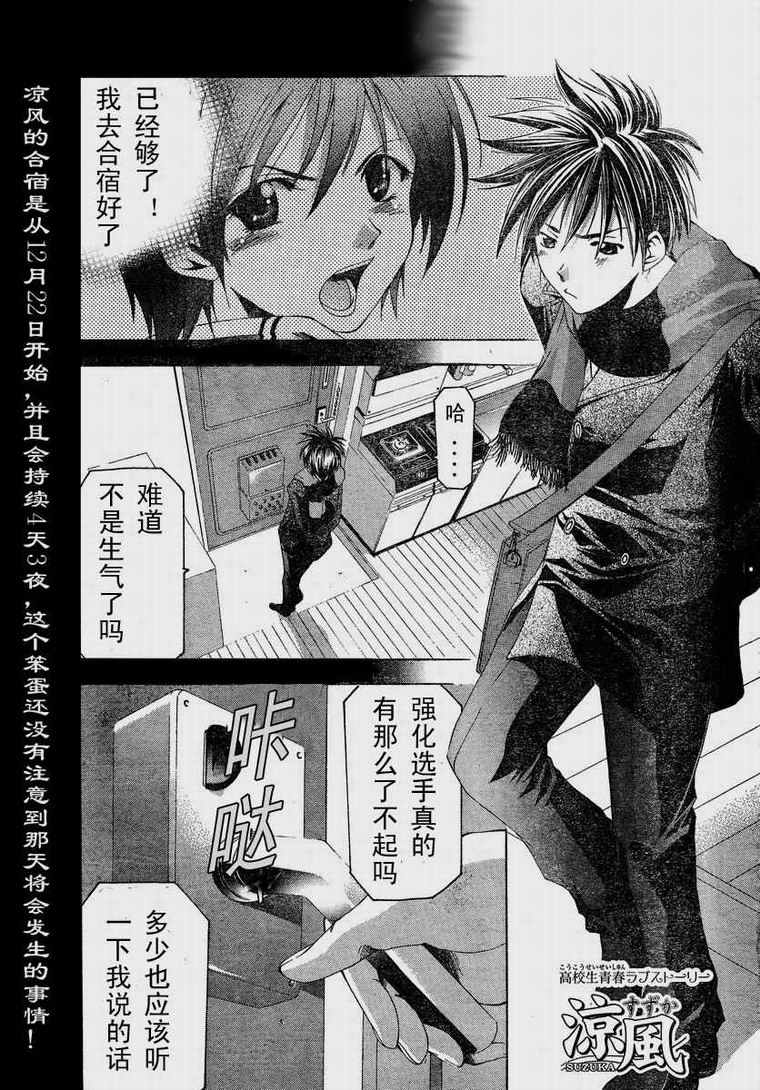 凉风的合宿是从12月22日开始,并且会持续4天3夜,这个笨蛋还没有注意到那天将会发生的事情!
已经够了!
我去合宿好了
哈....
难道
不是生气了吗
强化选手真的
有那么了不起吗
咔
哒
多少也应该听
一下我说的话
こうこうせいせいしゅん
高校生青春ラブストーリー
すずか
涼風
SUZUKA